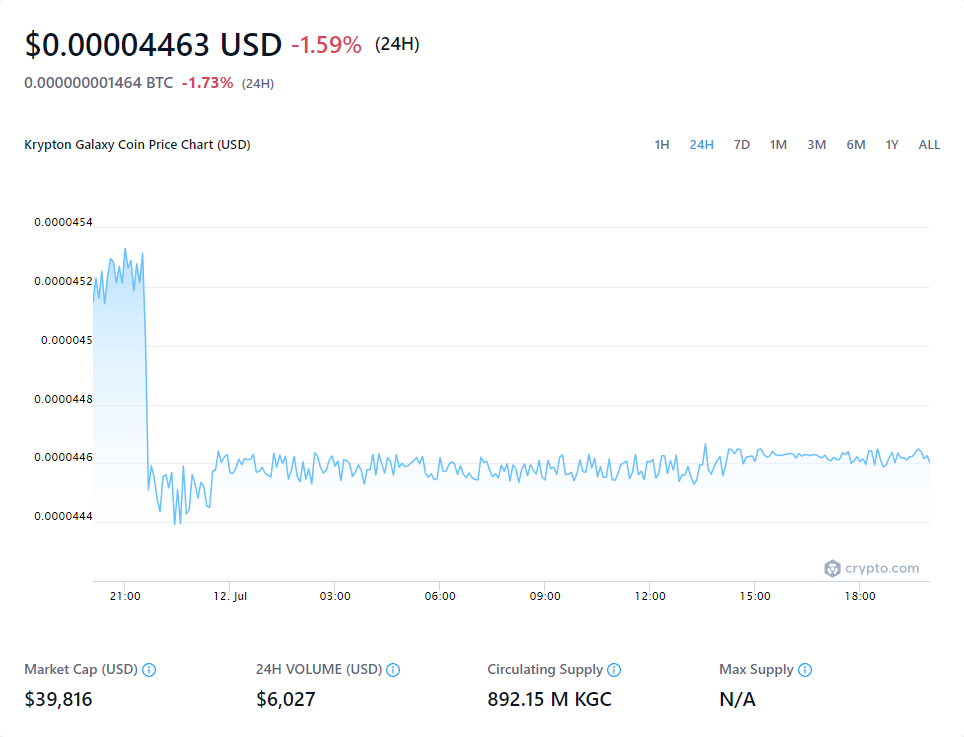 $0.00004463 USD -1.59% (24H)
0.000000001464 BTC -1.73% (24H)
Krypton Galaxy Coin Price Chart (USD) 1H 24H 7D 1M 3M 6M 1Y ALL
0.0000454
0.0000452
0.000045
0.0000448
0.0000446
0.0000444
crypto.com
21:00 12. Jul 03:00 06:00 09:00 12:00 15:00 18:00
Market Cap (USD) 24H VOLUME (USD) Circulating Supply Max Supply
$39,816 $6,027 892.15 M KGC N/A